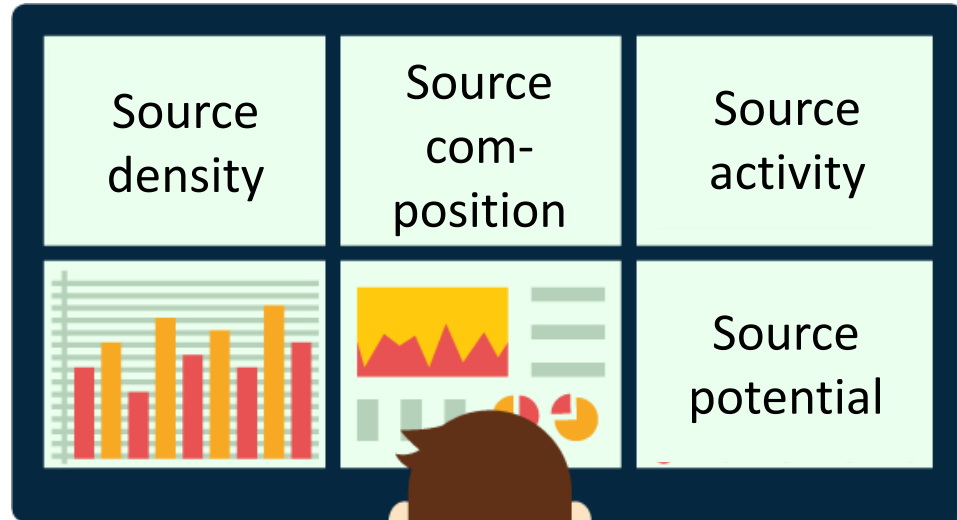 Source
density
Source
com-
position
Source
activity
Source
potential